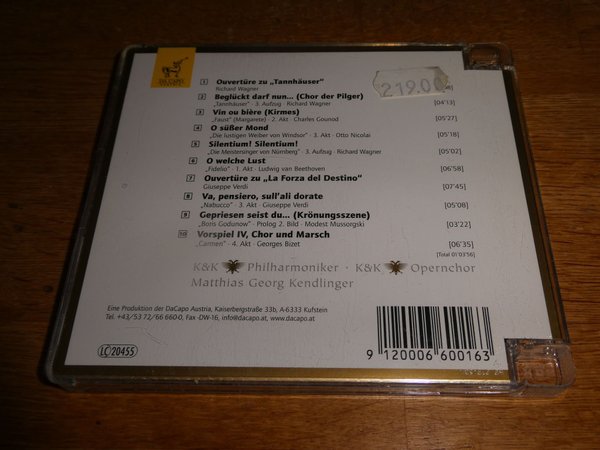 DA CAPO
219.00
1 Ouvertüre zu „Tannhäuser"
Richard Wagner
2 Beglückt darf nun... (Chor der Pilger) [04'13]
„Tannhäuser" · 3. Aufzug · Richard Wagner
3 Vin ou bière (Kirmes) [05'27]
„Faust" (Margarete) · 2. Akt · Charles Gounod
4 O süßer Mond [05'18]
„Die lustigen Weiber von Windsor" · 3. Akt · Otto Nicolai
5 Silentium! Silentium! [05'02]
„Die Meistersinger von Nürnberg" · 3. Aufzug · Richard Wagner
6 O welche Lust [06'58]
„Fidelio" · 1. Akt · Ludwig van Beethoven
7 Ouvertüre zu „La Forza del Destino" [07'45]
Giuseppe Verdi
8 Va, pensiero, sull'ali dorate [05'08]
„Nabucco" · 3. Akt · Giuseppe Verdi
9 Gepriesen seist du... (Krönungsszene) [03'22]
„Boris Godunow" · Prolog 2. Bild · Modest Mussorgski
10 Vorspiel IV, Chor und Marsch [06'35]
„Carmen" · 4. Akt · Georges Bizet [Total 01'03'56]
K&K Philharmoniker · K&K Opernchor
Matthias Georg Kendlinger
Eine Produktion der DaCapo Austria, Kaiserbergstraße 33b, A-6333 Kufstein
Tel. +43/53 72/66 660-0, Fax -DW-16, info@dacapo.at, www.dacapo.at
LC 20455
9 120006 600163